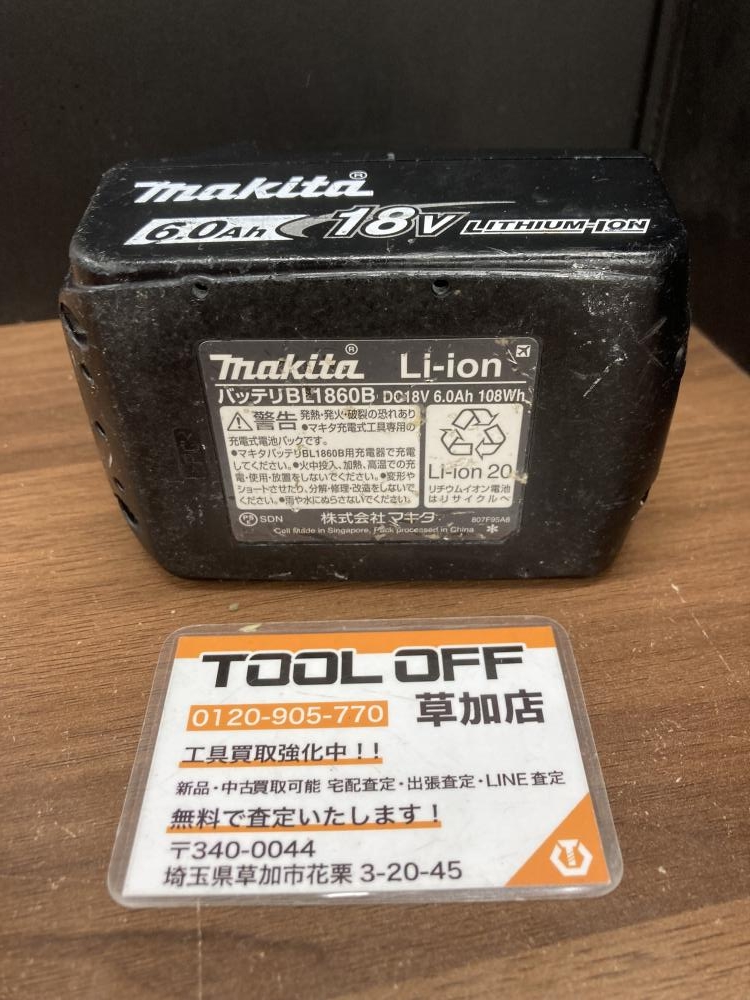 makita®
6.0Ah 18V LITHIUM-ION
makita® Li-ion
バッテリBL1860B DC18V 6.0Ah 108Wh
警告 発熱・発火・破裂の恐れあり
●マキタ充電式工具専用の
充電式電池パックです。
●マキタバッテリBL1860B用充電器で充電
してください。●火中投入、加熱、高温での充
電・使用・放置をしないでください。●変形や
ショートさせたり、分解・修理・改造をしないで
ください。●雨や水にぬらさないでください。
Li-ion 20
リチウムイオン電池
はリサイクルへ
PSE SDN 株式会社マキタ 807F95A8
Cell Made in Singapore, Pack processed in China *
TOOL OFF
0120-905-770 草加店
工具買取強化中!!
新品・中古買取可能 宅配査定・出張査定・LINE査定
無料で査定いたします!
〒340-0044
埼玉県草加市花栗3-20-45